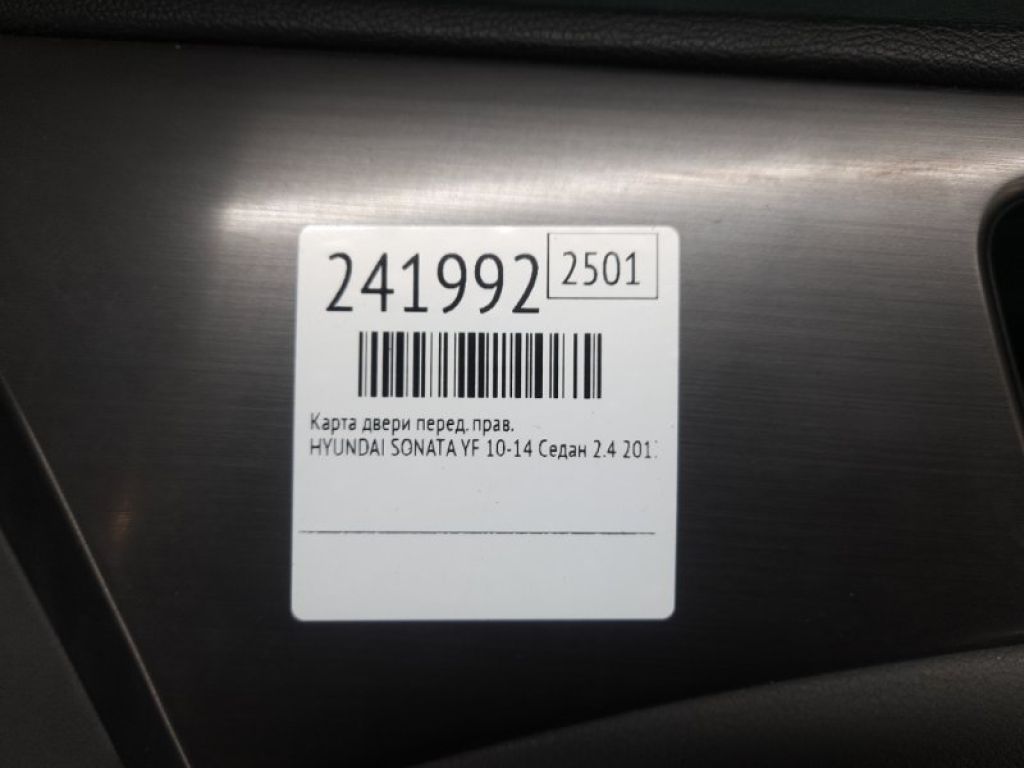 241992 2501
Карта двери перед. прав.
HYUNDAI SONATA YF 10-14 Седан 2.4